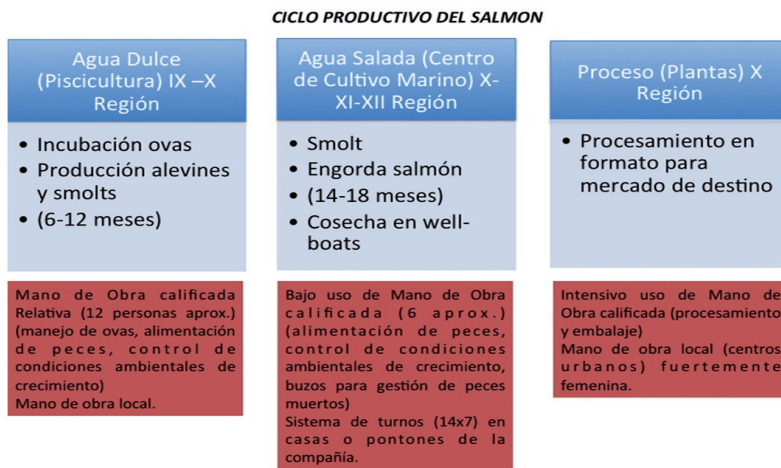 CICLO PRODUCTIVO DEL SALMON
Agua Dulce
(Piscicultura) IX –X
Región
• Incubación ovas
• Producción alevines
y smolts
• (6-12 meses)
Mano de Obra calificada
Relativa (12 personas aprox.)
(manejo de ovas, alimentación
de peces, control de
condiciones ambientales de
crecimiento)
Mano de obra local.
Agua Salada (Centro
de Cultivo Marino) X-
XI-XII Región
• Smolt
• Engorda salmón
• (14-18 meses)
• Cosecha en well-
boats
Bajo uso de Mano de Obra
calificada (6 aprox.)
(alimentación de peces,
control de condiciones
ambientales de crecimiento,
buzos para gestión de peces
muertos)
Sistema de turnos (14x7) en
casas o pontones de la
compañía.
Proceso (Plantas) X
Región
• Procesamiento en
formato para
mercado de destino
Intensivo uso de Mano de
Obra calificada (procesamiento
y embalaje)
Mano de obra local (centros
urbanos) fuertemente
femenina.